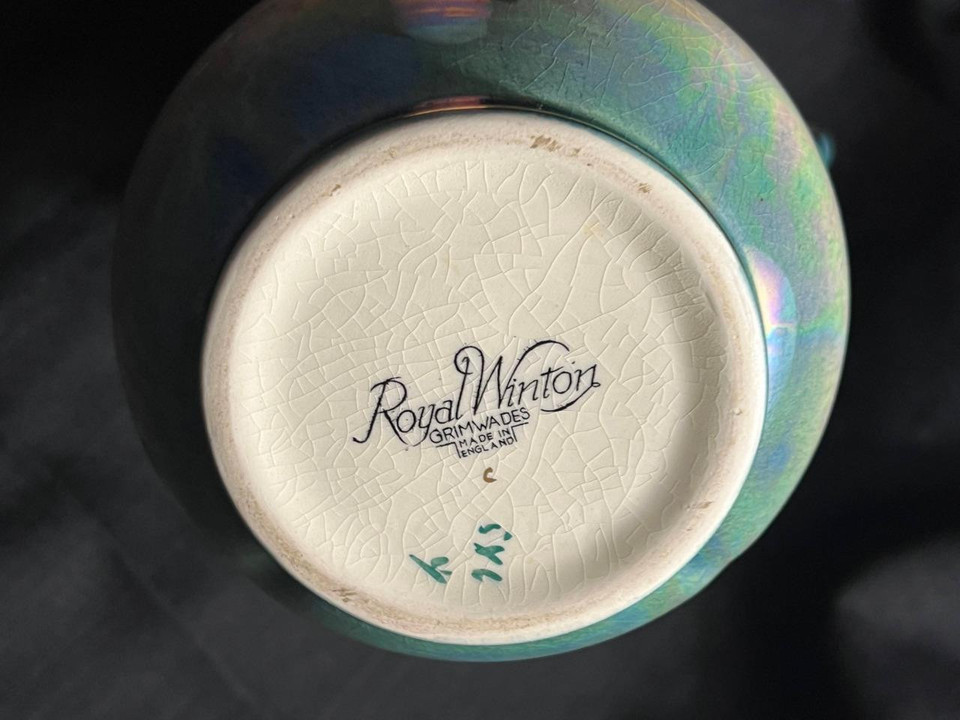 Royal Winton
GRIMWADES
MADE IN
ENGLAND
C